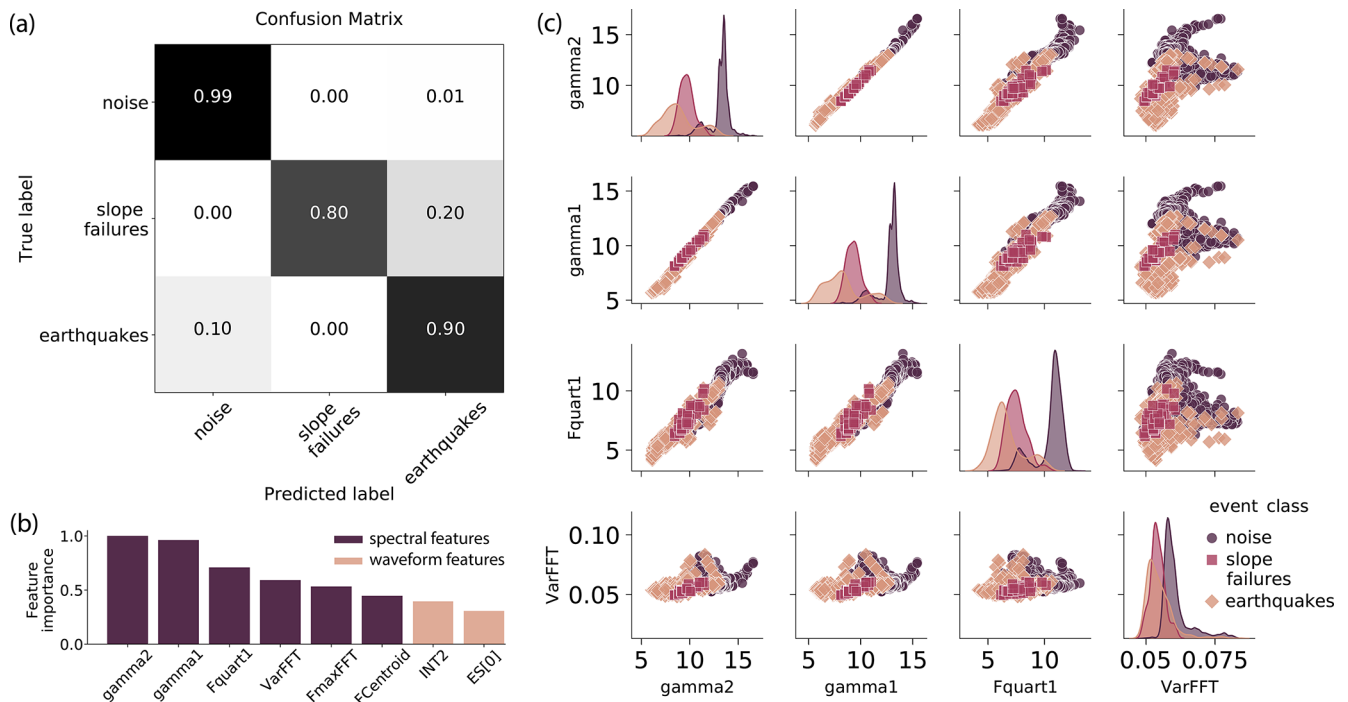 (a)
Confusion Matrix
True label
noise
0.99
0.00
0.01
slope
failures
0.00
0.80
0.20
earthquakes
0.10
0.00
0.90
noise
slope
failures
earthquakes
Predicted label
(b)
Feature
importance
1.0
0.5
0.0
spectral features
waveform features
gamma2
gamma1
Fquart1
VarFFT
FmaxFFT
FCentroid
INT2
ES[0]
(c)
gamma2
15
10
gamma1
15
10
5
Fquart1
10
5
VarFFT
0.10
0.05
5
10
15
gamma2
5
10
15
gamma1
5
10
Fquart1
0.05
0.075
VarFFT
event class
noise
slope
failures
earthquakes